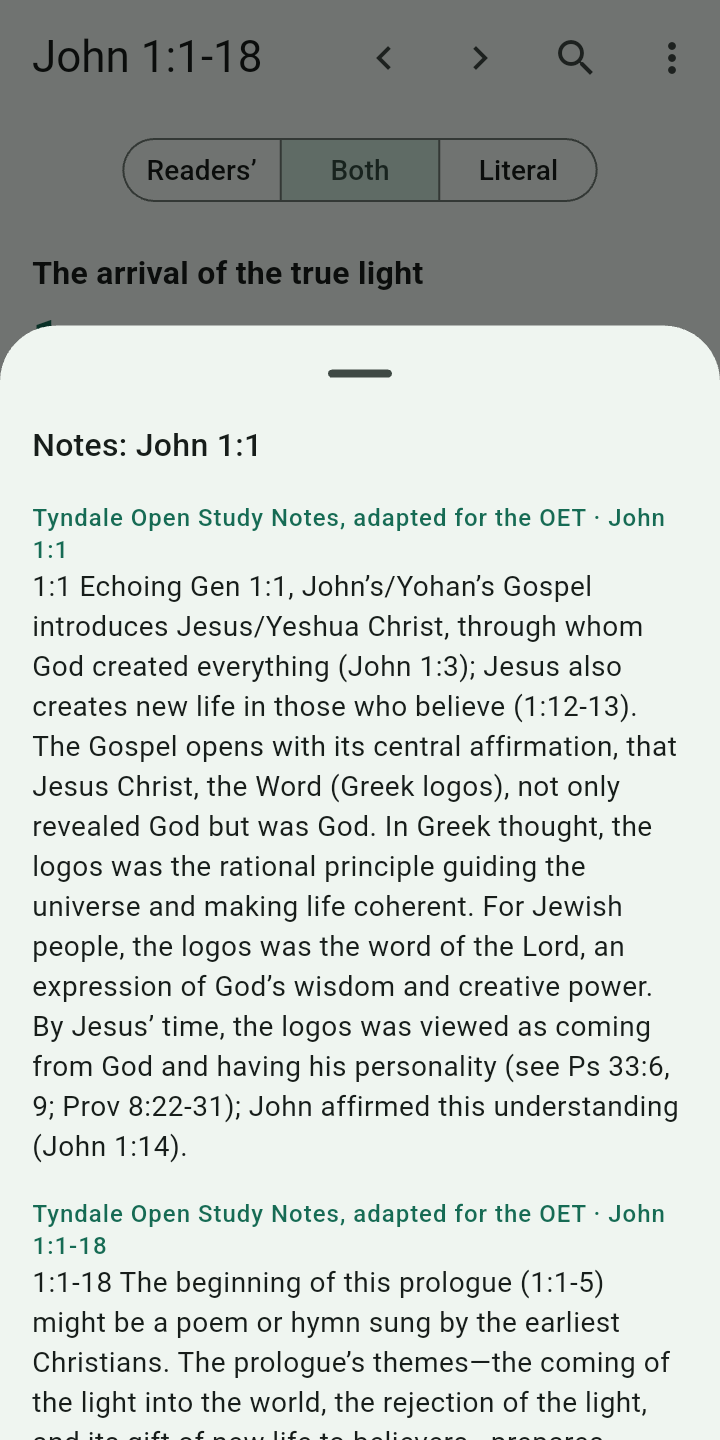 John 1:1-18
Readers’
Both
Literal
The arrival of the true light
Notes: John 1:1
Tyndale Open Study Notes, adapted for the OET · John
1:1
1:1 Echoing Gen 1:1, John’s/Yohan’s Gospel
introduces Jesus/Yeshua Christ, through whom
God created everything (John 1:3); Jesus also
creates new life in those who believe (1:12-13).
The Gospel opens with its central affirmation, that
Jesus Christ, the Word (Greek logos), not only
revealed God but was God. In Greek thought, the
logos was the rational principle guiding the
universe and making life coherent. For Jewish
people, the logos was the word of the Lord, an
expression of God’s wisdom and creative power.
By Jesus’ time, the logos was viewed as coming
from God and having his personality (see Ps 33:6,
9; Prov 8:22-31); John affirmed this understanding
(John 1:14).
Tyndale Open Study Notes, adapted for the OET · John
1:1-18
1:1-18 The beginning of this prologue (1:1-5)
might be a poem or hymn sung by the earliest
Christians. The prologue’s themes—the coming of
the light into the world, the rejection of the light,
and its gift of new life to believers—prepares